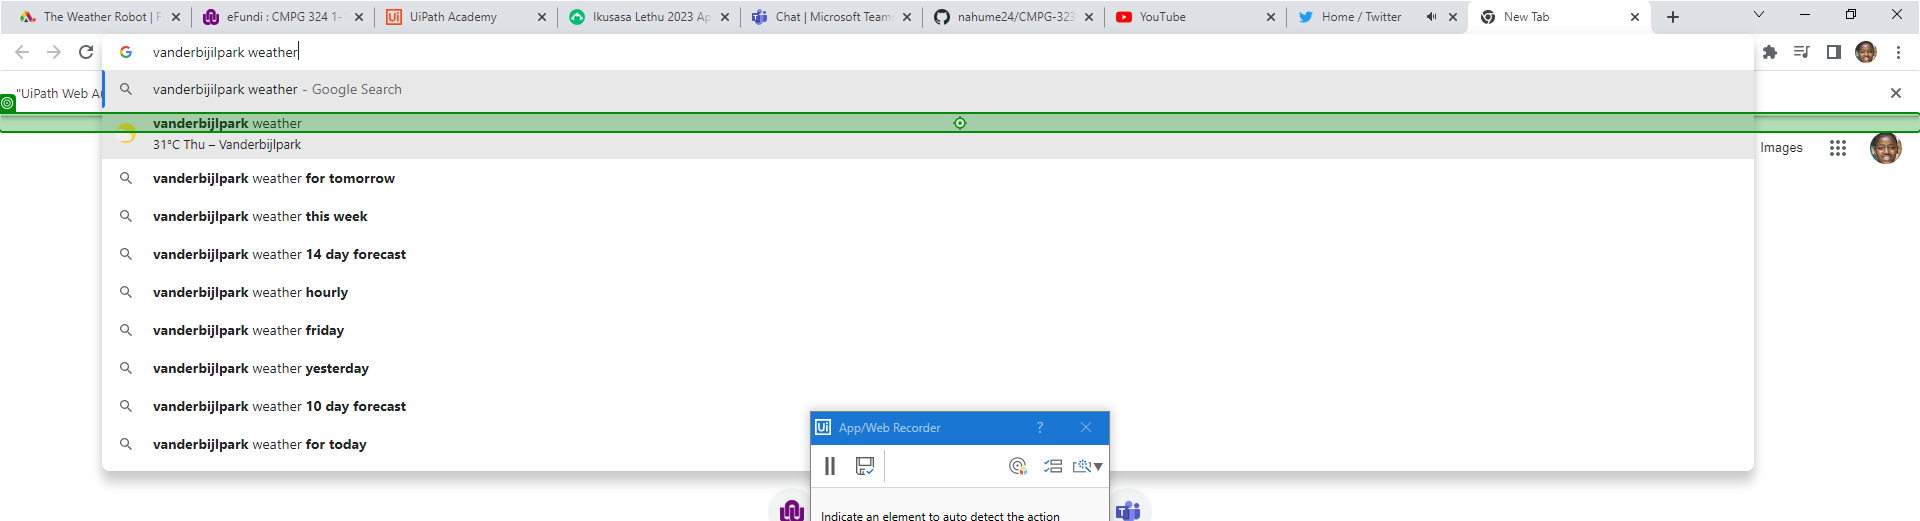 The Weather Robot | F
eFundi : CMPG 324 1-
UiPath Academy
Ikusasa Lethu 2023 Ap
Chat | Microsoft Team
nahume24/CMPG-323
YouTube
Home / Twitter
New Tab
vanderbijilpark weather
vanderbijilpark weather - Google Search
"UiPath Web Au
vanderbijlpark weather
31°C Thu – Vanderbijlpark
Images
vanderbijlpark weather for tomorrow
vanderbijlpark weather this week
vanderbijlpark weather 14 day forecast
vanderbijlpark weather hourly
vanderbijlpark weather friday
vanderbijlpark weather yesterday
vanderbijlpark weather 10 day forecast
vanderbijlpark weather for today
Ui App/Web Recorder ?
Indicate an element to auto detect the action